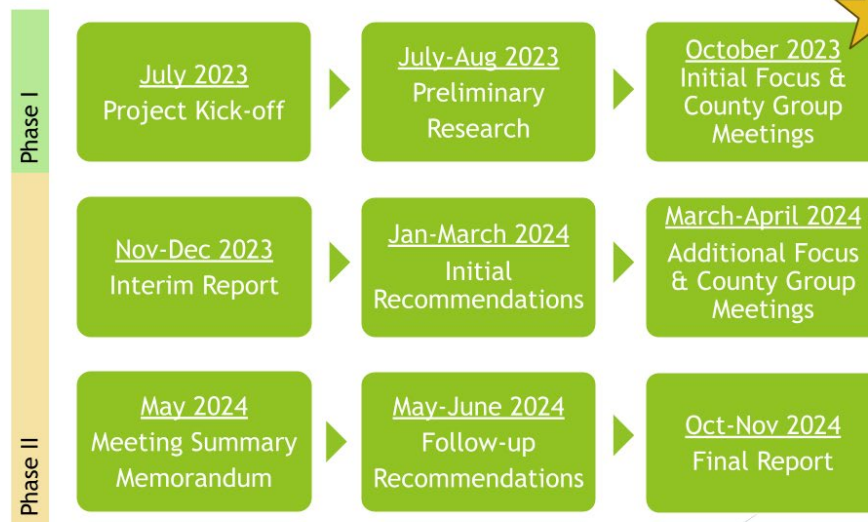 Phase I
July 2023
Project Kick-off
July-Aug 2023
Preliminary
Research
October 2023
Initial Focus &
County Group
Meetings
Phase II
Nov-Dec 2023
Interim Report
Jan-March 2024
Initial
Recommendations
March-April 2024
Additional Focus
& County Group
Meetings
May 2024
Meeting Summary
Memorandum
May-June 2024
Follow-up
Recommendations
Oct-Nov 2024
Final Report